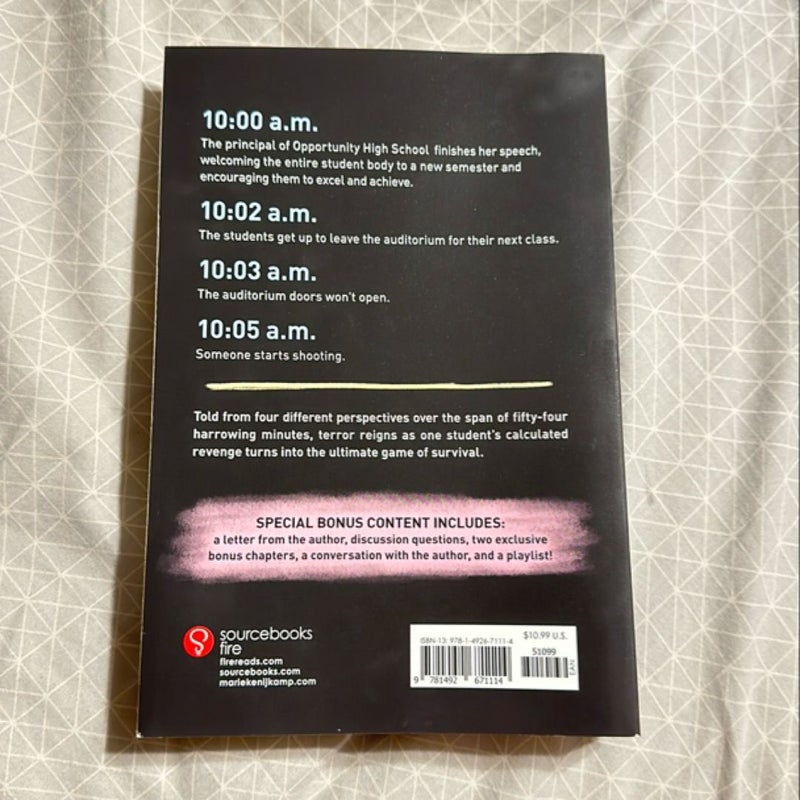 10:00 a.m.
The principal of Opportunity High School finishes her speech,
welcoming the entire student body to a new semester and
encouraging them to excel and achieve.
10:02 a.m.
The students get up to leave the auditorium for their next class.
10:03 a.m.
The auditorium doors won't open.
10:05 a.m.
Someone starts shooting.
Told from four different perspectives over the span of fifty-four
harrowing minutes, terror reigns as one student's calculated
revenge turns into the ultimate game of survival.
SPECIAL BONUS CONTENT INCLUDES:
a letter from the author, discussion questions, two exclusive
bonus chapters, a conversation with the author, and a playlist!
sourcebooks
fire
firereads.com
sourcebooks.com
mariekenijkamp.com
ISBN-13: 978-1-4926-7111-4
$10.99 U.S.
51099
EAN
9 781492 671114